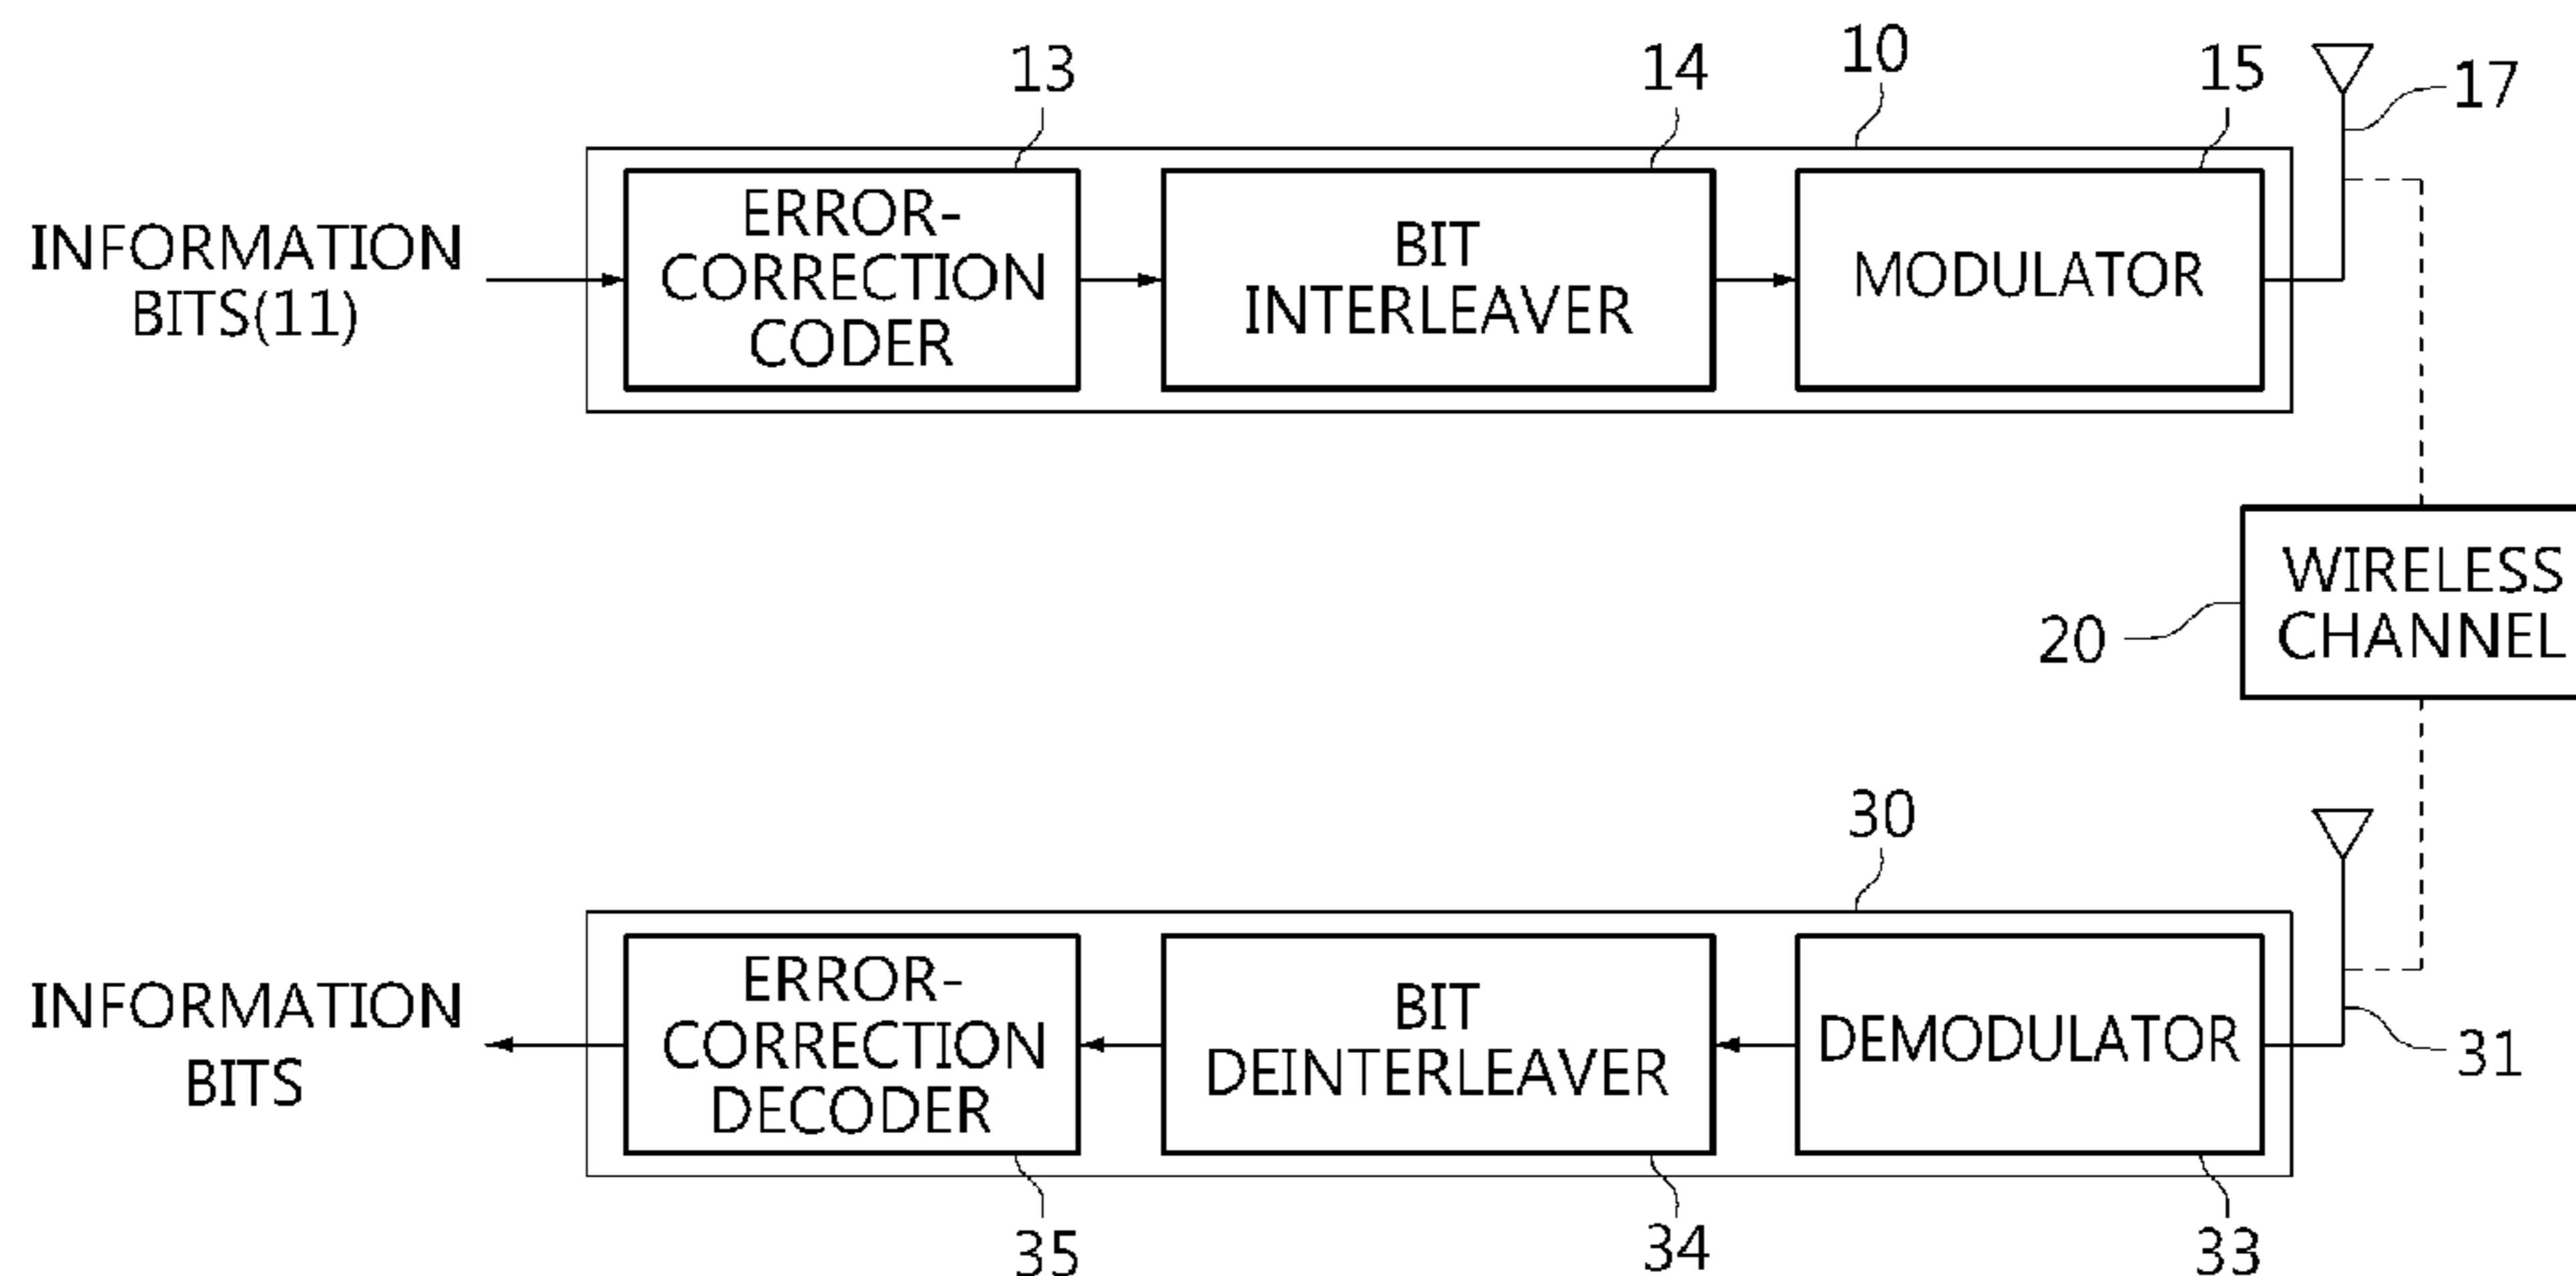 13
14
10
15
17
INFORMATION
BITS(11)
ERROR-
CORRECTION
CODER
BIT
INTERLEAVER
MODULATOR
WIRELESS
CHANNEL
20
30
INFORMATION
BITS
ERROR-
CORRECTION
DECODER
BIT
DEINTERLEAVER
DEMODULATOR
31
35
34
33